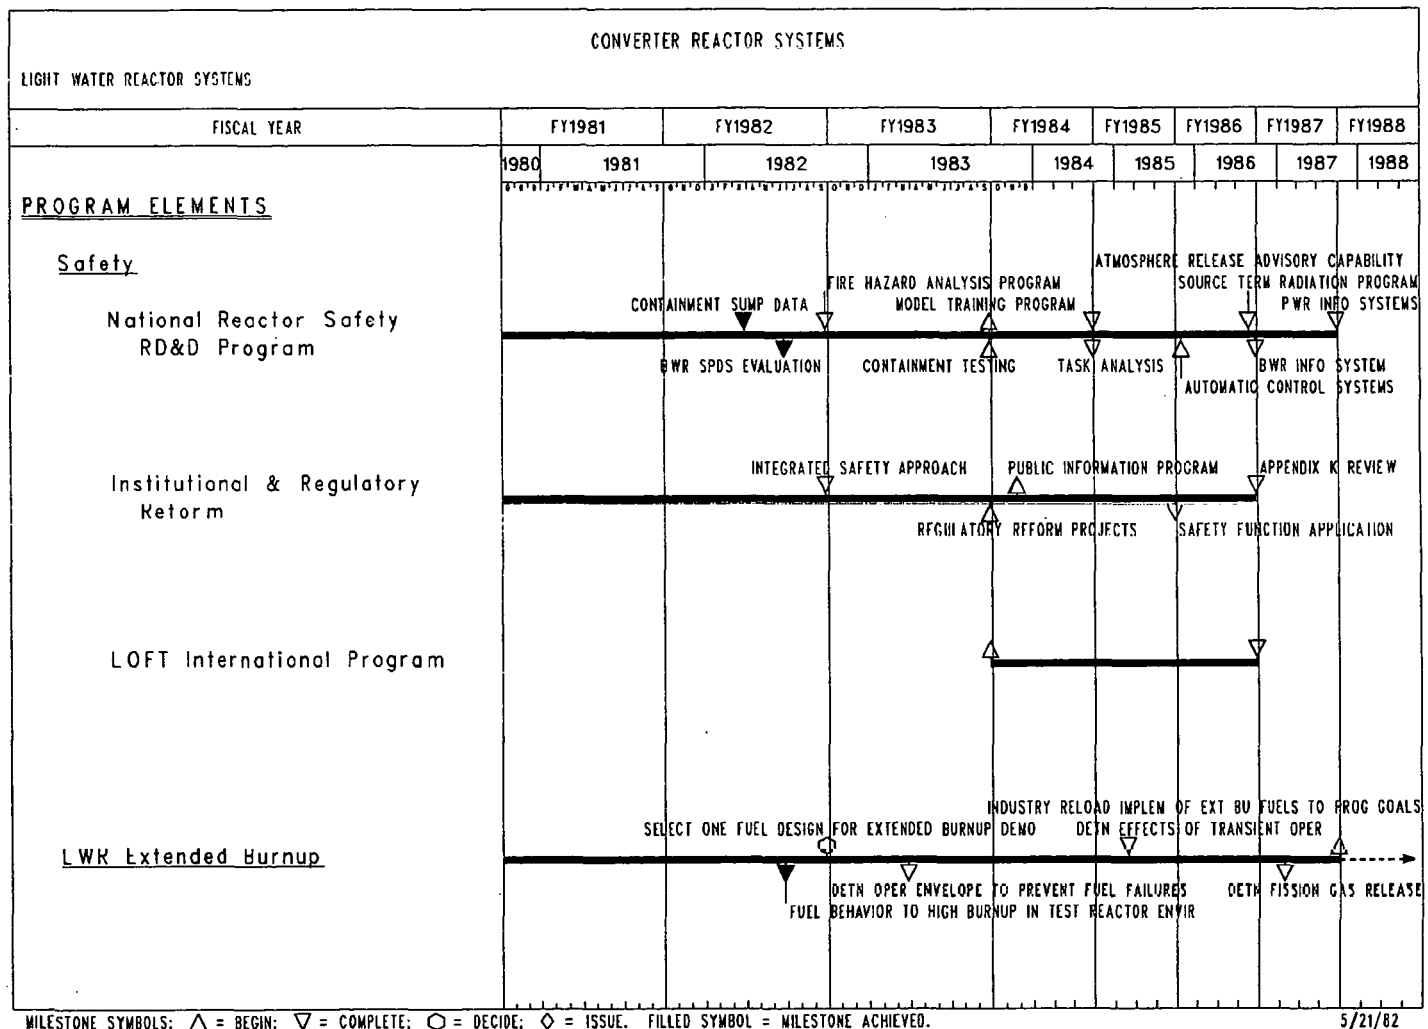 CONVERTER REACTOR SYSTEMS
LIGHT WATER REACTOR SYSTEMS
FISCAL YEAR FY1981 FY1982 FY1983 FY1984 FY1985 FY1986 FY1987 FY1988
1980 1981 1982 1983 1984 1985 1986 1987 1988
PROGRAM ELEMENTS
Safety
ATMOSPHERE RELEASE ADVISORY CAPABILITY
FIRE HAZARD ANALYSIS PROGRAM SOURCE TERM RADIATION PROGRAM
CONTAINMENT SUMP DATA MODEL TRAINING PROGRAM PWR INFO SYSTEMS
National Reactor Safety
RD&D Program
BWR SPDS EVALUATION CONTAINMENT TESTING TASK ANALYSIS BWR INFO SYSTEM
AUTOMATIC CONTROL SYSTEMS
INTEGRATED SAFETY APPROACH PUBLIC INFORMATION PROGRAM APPENDIX K REVIEW
Institutional & Regulatory
Reform
REGULATORY REFORM PROJECTS SAFETY FUNCTION APPLICATION
LOFT International Program
INDUSTRY RELOAD IMPLEM OF EXT BU FUELS TO PROG GOALS
SELECT ONE FUEL DESIGN FOR EXTENDED BURNUP DEMO DETN EFFECTS OF TRANSIENT OPER
LWR Extended Burnup
DETN OPER ENVELOPE TO PREVENT FUEL FAILURES DETN FISSION GAS RELEASE
FUEL BEHAVIOR TO HIGH BURNUP IN TEST REACTOR ENVIR
MILESTONE SYMBOLS: △ = BEGIN; ▽ = COMPLETE; ⬡ = DECIDE; ◇ = ISSUE. FILLED SYMBOL = MILESTONE ACHIEVED. 5/21/82